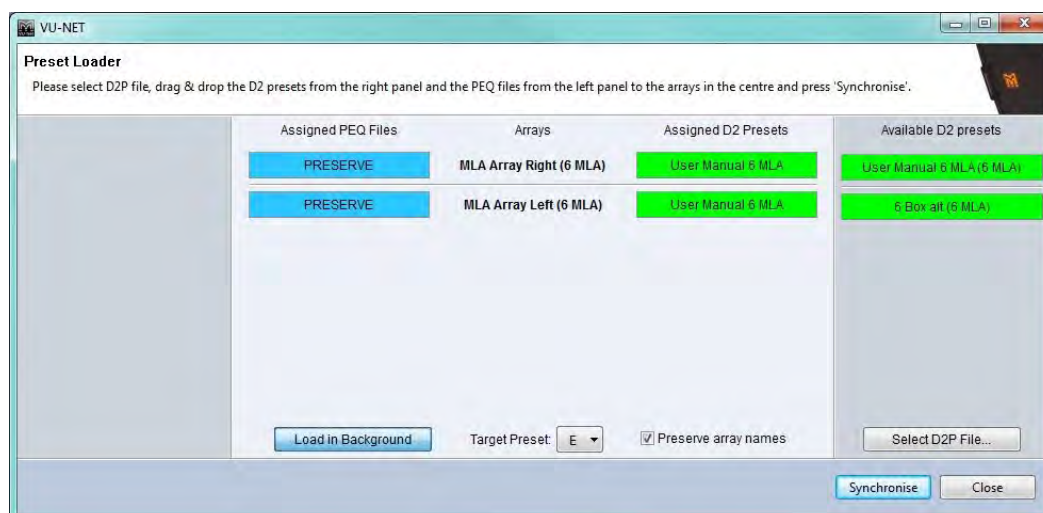 VU-NET
Preset Loader
Please select D2P file, drag & drop the D2 presets from the right panel and the PEQ files from the left panel to the arrays in the centre and press 'Synchronise'.
Assigned PEQ Files Arrays Assigned D2 Presets Available D2 presets
PRESERVE MLA Array Right (6 MLA) User Manual 6 MLA User Manual 6 MLA (6 MLA)
PRESERVE MLA Array Left (6 MLA) User Manual 6 MLA 6 Box alt (6 MLA)
Load in Background Target Preset: E Preserve array names Select D2P File...
Synchronise Close